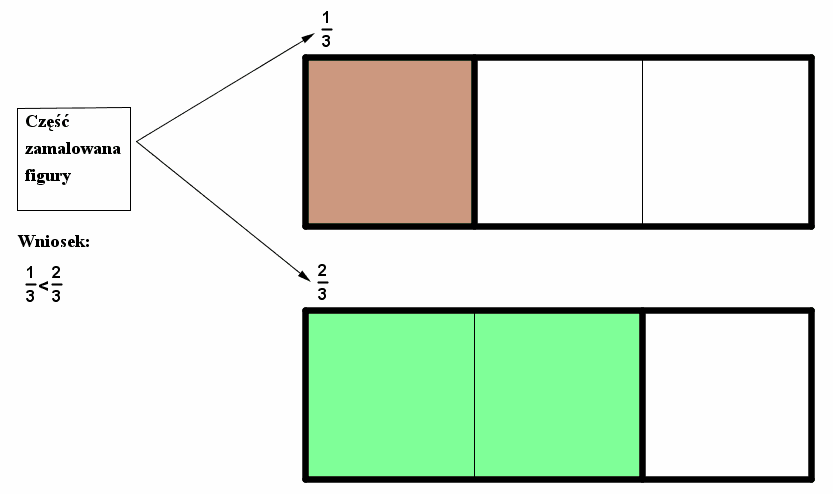 1/3
Część
zamalowana
figury
Wniosek:
1/3 < 2/3
2/3